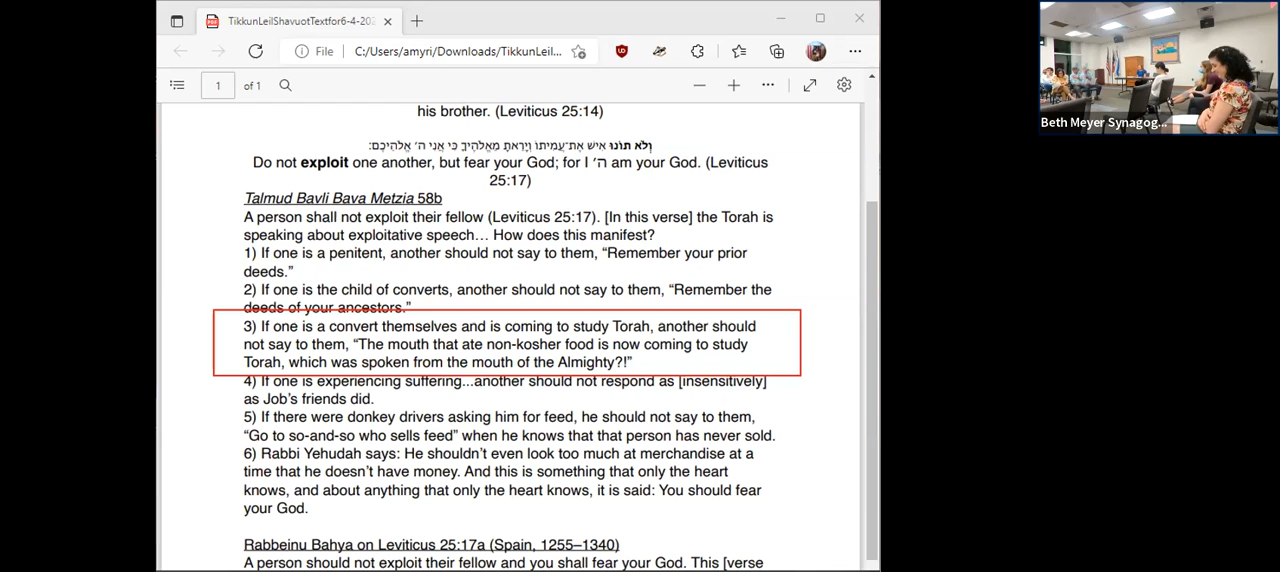 TikkunLeilShavuotTextfor6-4-202
File
C:/Users/amyri/Downloads/TikkunLeil...
1
of 1
Beth Meyer Synagog...
his brother. (Leviticus 25:14)
וְלֹא תוֹנוּ אִישׁ אֶת־עֲמִיתוֹ וְיָרֵאתָ מֵאֱלֹהֶיךָ כִּי אֲנִי ה׳ אֱלֹהֵיכֶם:
Do not exploit one another, but fear your God; for I ה׳ am your God. (Leviticus
25:17)
Talmud Bavli Bava Metzia 58b
A person shall not exploit their fellow (Leviticus 25:17). [In this verse] the Torah is
speaking about exploitative speech… How does this manifest?
1) If one is a penitent, another should not say to them, “Remember your prior
deeds.”
2) If one is the child of converts, another should not say to them, “Remember the
deeds of your ancestors.”
3) If one is a convert themselves and is coming to study Torah, another should
not say to them, “The mouth that ate non-kosher food is now coming to study
Torah, which was spoken from the mouth of the Almighty?!”
4) If one is experiencing suffering...another should not respond as [insensitively]
as Job’s friends did.
5) If there were donkey drivers asking him for feed, he should not say to them,
“Go to so-and-so who sells feed” when he knows that that person has never sold.
6) Rabbi Yehudah says: He shouldn’t even look too much at merchandise at a
time that he doesn’t have money. And this is something that only the heart
knows, and about anything that only the heart knows, it is said: You should fear
your God.
Rabbeinu Bahya on Leviticus 25:17a (Spain, 1255–1340)
A person should not exploit their fellow and you shall fear your God. This [verse